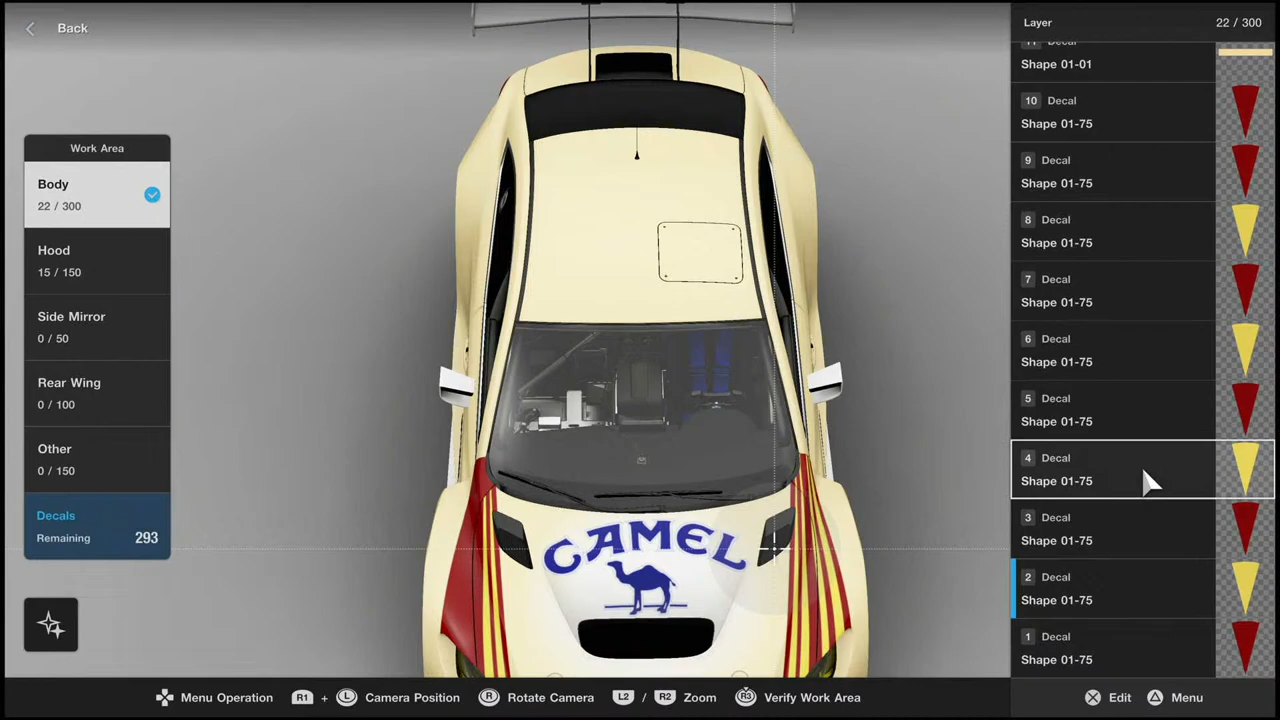 Back
Layer 22 / 300
Work Area
Body
22 / 300
Hood
15 / 150
Side Mirror
0 / 50
Rear Wing
0 / 100
Other
0 / 150
Decals
Remaining 293
CAMEL
11 Decal
Shape 01-01
10 Decal
Shape 01-75
9 Decal
Shape 01-75
8 Decal
Shape 01-75
7 Decal
Shape 01-75
6 Decal
Shape 01-75
5 Decal
Shape 01-75
4 Decal
Shape 01-75
3 Decal
Shape 01-75
2 Decal
Shape 01-75
1 Decal
Shape 01-75
Menu Operation R1 + L Camera Position R Rotate Camera L2 / R2 Zoom R3 Verify Work Area Edit Menu